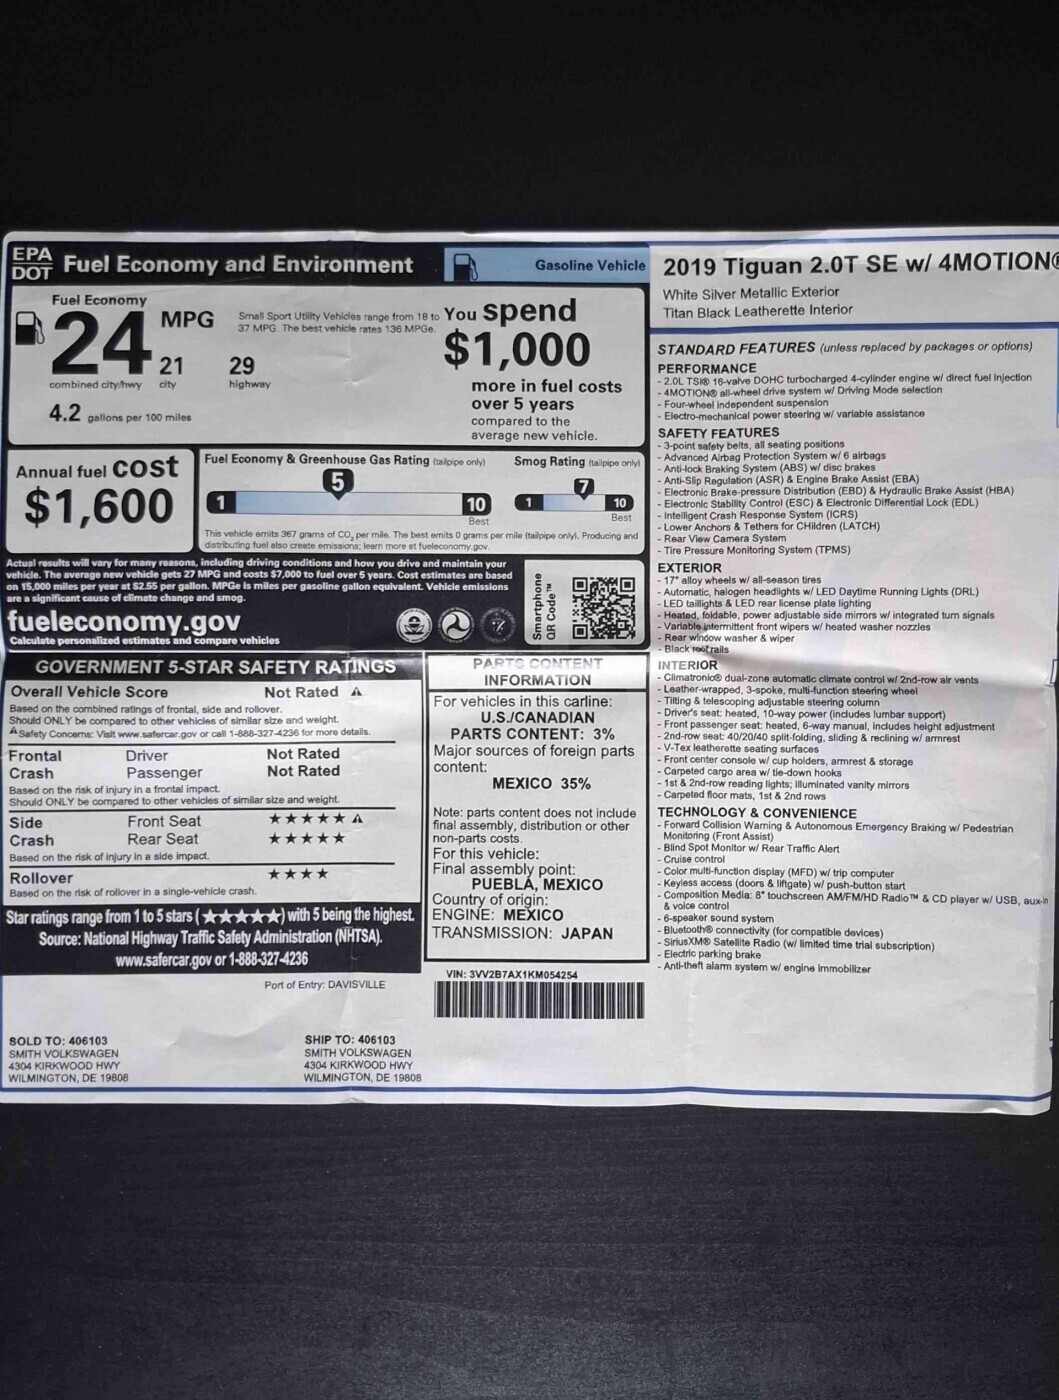 EPA
DOT
Fuel Economy and Environment
Gasoline Vehicle
Fuel Economy
24
MPG
21
29
combined city/hwy
city
highway
4.2 gallons per 100 miles
Small Sport Utility Vehicles range from 18 to
37 MPG. The best vehicle rates 136 MPGe.
You spend
$1,000
more in fuel costs
over 5 years
compared to the
average new vehicle.
Annual fuel cost
$1,600
Fuel Economy & Greenhouse Gas Rating (tailpipe only)
5
1
10
Best
Smog Rating (tailpipe only)
7
1
10
Best
This vehicle emits 367 grams of CO₂ per mile. The best emits 0 grams per mile (tailpipe only). Producing and
distributing fuel also create emissions; learn more at fueleconomy.gov.
Actual results will vary for many reasons, including driving conditions and how you drive and maintain your
vehicle. The average new vehicle gets 27 MPG and costs $7,000 to fuel over 5 years. Cost estimates are based
on 15,000 miles per year at $2.55 per gallon. MPGe is miles per gasoline gallon equivalent. Vehicle emissions
are a significant cause of climate change and smog.
fueleconomy.gov
Calculate personalized estimates and compare vehicles
Smartphone
QR Code™
GOVERNMENT 5-STAR SAFETY RATINGS
Overall Vehicle Score Not Rated ⚠
Based on the combined ratings of frontal, side and rollover.
Should ONLY be compared to other vehicles of similar size and weight.
⚠Safety Concerns: Visit www.safercar.gov or call 1-888-327-4236 for more details.
Frontal Driver Not Rated
Crash Passenger Not Rated
Based on the risk of injury in a frontal impact.
Should ONLY be compared to other vehicles of similar size and weight.
Side Front Seat ★★★★★ ⚠
Crash Rear Seat ★★★★★
Based on the risk of injury in a side impact.
Rollover ★★★★
Based on the risk of rollover in a single-vehicle crash.
Star ratings range from 1 to 5 stars (★★★★★) with 5 being the highest.
Source: National Highway Traffic Safety Administration (NHTSA).
www.safercar.gov or 1-888-327-4236
PARTS CONTENT
INFORMATION
For vehicles in this carline:
U.S./CANADIAN
PARTS CONTENT: 3%
Major sources of foreign parts
content:
MEXICO 35%
Note: parts content does not include
final assembly, distribution or other
non-parts costs.
For this vehicle:
Final assembly point:
PUEBLA, MEXICO
Country of origin:
ENGINE: MEXICO
TRANSMISSION: JAPAN
Port of Entry: DAVISVILLE
VIN: 3VV2B7AX1KM054254
SOLD TO: 406103
SMITH VOLKSWAGEN
4304 KIRKWOOD HWY
WILMINGTON, DE 19808
SHIP TO: 406103
SMITH VOLKSWAGEN
4304 KIRKWOOD HWY
WILMINGTON, DE 19808
2019 Tiguan 2.0T SE w/ 4MOTION®
White Silver Metallic Exterior
Titan Black Leatherette Interior
STANDARD FEATURES (unless replaced by packages or options)
PERFORMANCE
- 2.0L TSI® 16-valve DOHC turbocharged 4-cylinder engine w/ direct fuel injection
- 4MOTION® all-wheel drive system w/ Driving Mode selection
- Four-wheel independent suspension
- Electro-mechanical power steering w/ variable assistance
SAFETY FEATURES
- 3-point safety belts, all seating positions
- Advanced Airbag Protection System w/ 6 airbags
- Anti-lock Braking System (ABS) w/ disc brakes
- Anti-Slip Regulation (ASR) & Engine Brake Assist (EBA)
- Electronic Brake-pressure Distribution (EBD) & Hydraulic Brake Assist (HBA)
- Electronic Stability Control (ESC) & Electronic Differential Lock (EDL)
- Intelligent Crash Response System (ICRS)
- Lower Anchors & Tethers for CHildren (LATCH)
- Rear View Camera System
- Tire Pressure Monitoring System (TPMS)
EXTERIOR
- 17" alloy wheels w/ all-season tires
- Automatic, halogen headlights w/ LED Daytime Running Lights (DRL)
- LED taillights & LED rear license plate lighting
- Heated, foldable, power adjustable side mirrors w/ integrated turn signals
- Variable intermittent front wipers w/ heated washer nozzles
- Rear window washer & wiper
- Black roof rails
INTERIOR
- Climatronic® dual-zone automatic climate control w/ 2nd-row air vents
- Leather-wrapped, 3-spoke, multi-function steering wheel
- Tilting & telescoping adjustable steering column
- Driver's seat: heated, 10-way power (includes lumbar support)
- Front passenger seat: heated, 6-way manual, includes height adjustment
- 2nd-row seat: 40/20/40 split-folding, sliding & reclining w/ armrest
- V-Tex leatherette seating surfaces
- Front center console w/ cup holders, armrest & storage
- Carpeted cargo area w/ tie-down hooks
- 1st & 2nd-row reading lights; illuminated vanity mirrors
- Carpeted floor mats, 1st & 2nd rows
TECHNOLOGY & CONVENIENCE
- Forward Collision Warning & Autonomous Emergency Braking w/ Pedestrian
Monitoring (Front Assist)
- Blind Spot Monitor w/ Rear Traffic Alert
- Cruise control
- Color multi-function display (MFD) w/ trip computer
- Keyless access (doors & liftgate) w/ push-button start
- Composition Media: 8" touchscreen AM/FM/HD Radio™ & CD player w/ USB, aux-in
& voice control
- 6-speaker sound system
- Bluetooth® connectivity (for compatible devices)
- SiriusXM® Satellite Radio (w/ limited time trial subscription)
- Electric parking brake
- Anti-theft alarm system w/ engine immobilizer